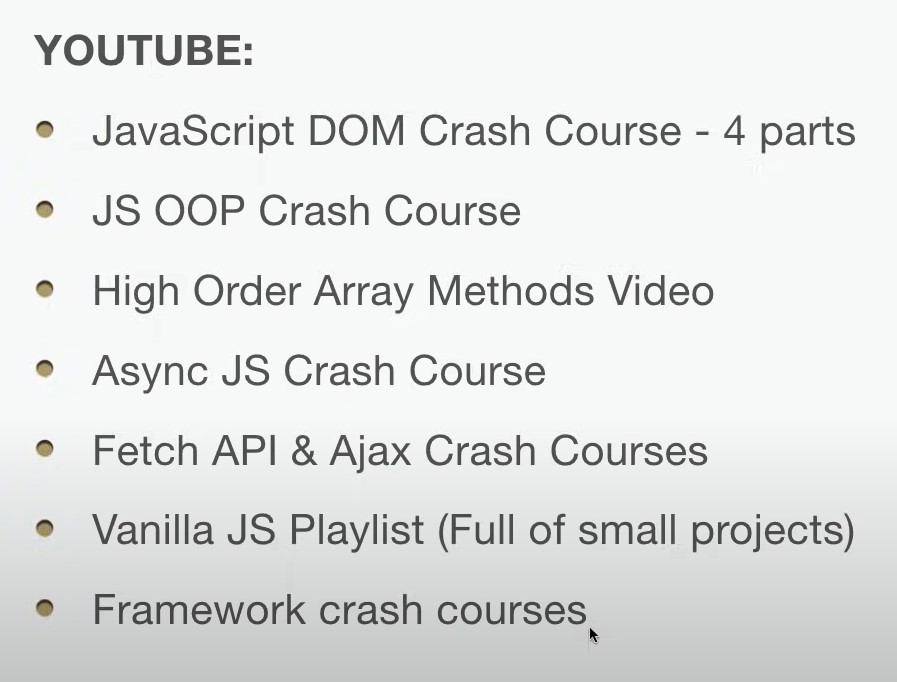 YOUTUBE:
JavaScript DOM Crash Course - 4 parts
JS OOP Crash Course
High Order Array Methods Video
Async JS Crash Course
Fetch API & Ajax Crash Courses
Vanilla JS Playlist (Full of small projects)
Framework crash courses